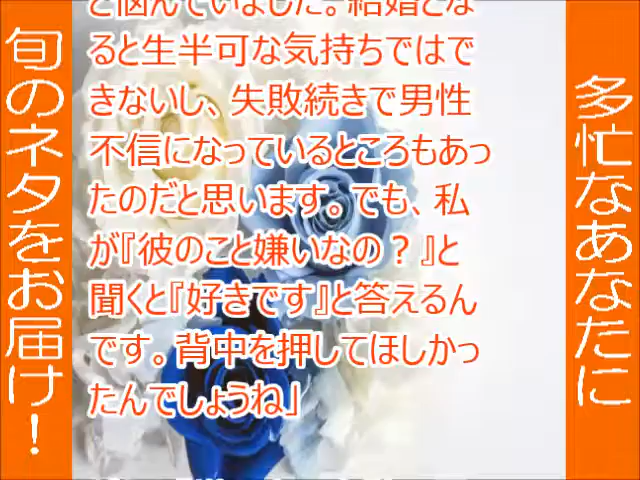 多忙なあなたに
旬のネタをお届け！
と悩んでいました。結婚とな
ると生半可な気持ちではで
きないし、失敗続きで男性
不信になっているところもあっ
たのだと思います。でも、私
が『彼のこと嫌いなの？』と
聞くと『好きです』と答えるん
です。背中を押してほしかっ
たんでしょうね」